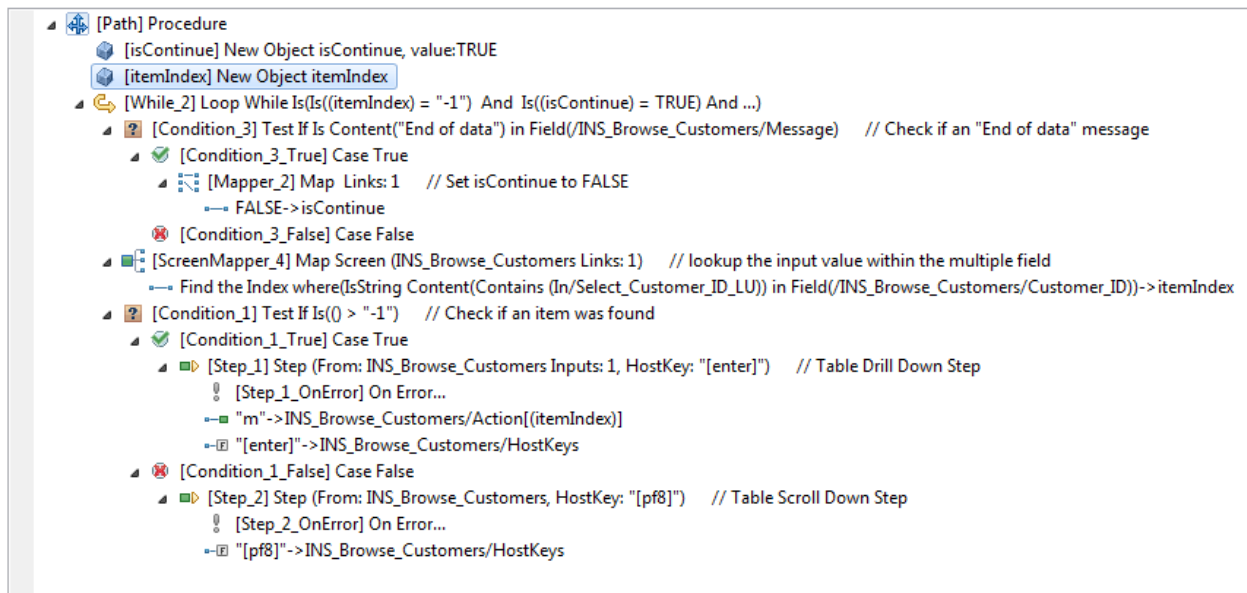 [Path] Procedure
[isContinue] New Object isContinue, value:TRUE
[itemIndex] New Object itemIndex
[While_2] Loop While Is(Is((itemIndex) = "-1")  And  Is((isContinue) = TRUE) And ...)
[Condition_3] Test If Is Content("End of data") in Field(/INS_Browse_Customers/Message)    // Check if an "End of data" message
[Condition_3_True] Case True
[Mapper_2] Map  Links: 1    // Set isContinue to FALSE
FALSE->isContinue
[Condition_3_False] Case False
[ScreenMapper_4] Map Screen (INS_Browse_Customers Links: 1)    // lookup the input value within the multiple field
Find the Index where(IsString Content(Contains (In/Select_Customer_ID_LU)) in Field(/INS_Browse_Customers/Customer_ID))->itemIndex
[Condition_1] Test If Is(() > "-1")    // Check if an item was found
[Condition_1_True] Case True
[Step_1] Step (From: INS_Browse_Customers Inputs: 1, HostKey: "[enter]")    // Table Drill Down Step
[Step_1_OnError] On Error...
"m"->INS_Browse_Customers/Action[(itemIndex)]
"[enter]"->INS_Browse_Customers/HostKeys
[Condition_1_False] Case False
[Step_2] Step (From: INS_Browse_Customers, HostKey: "[pf8]")    // Table Scroll Down Step
[Step_2_OnError] On Error...
"[pf8]"->INS_Browse_Customers/HostKeys